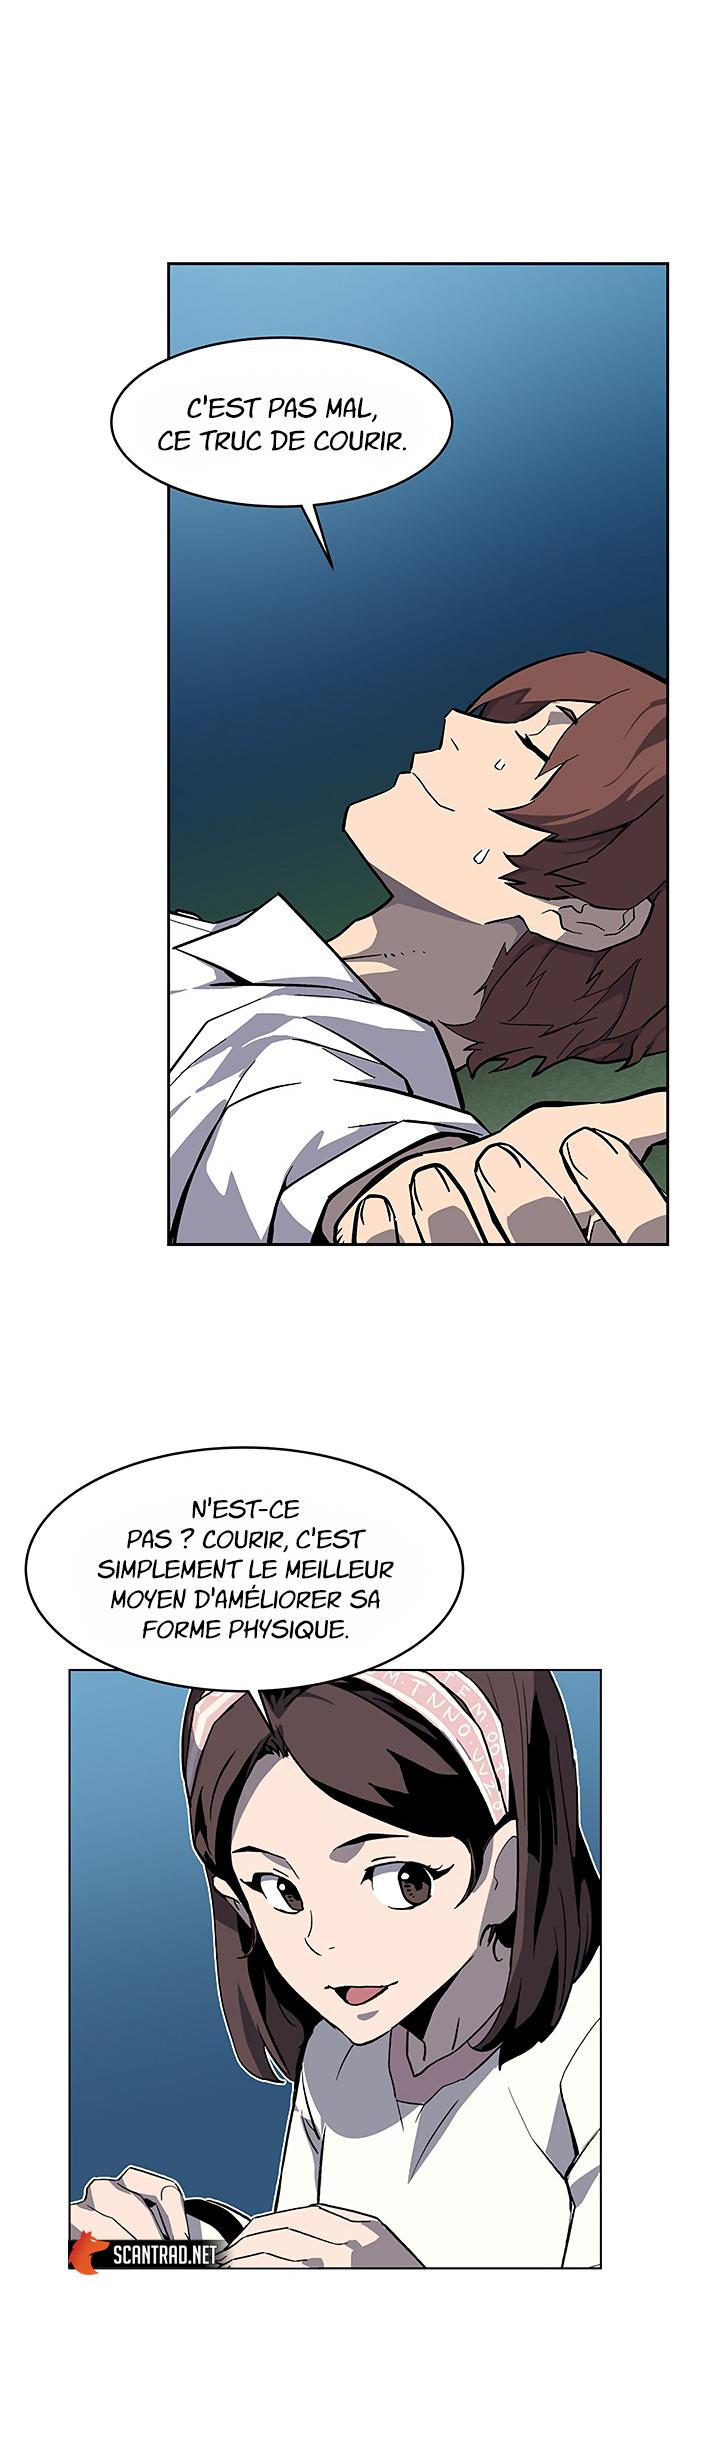 C'EST PAS MAL,
CE TRUC DE COURIR.
N'EST-CE
PAS ? COURIR, C'EST
SIMPLEMENT LE MEILLEUR
MOYEN D'AMÉLIORER SA
FORME PHYSIQUE.
SCANTRAD.NET